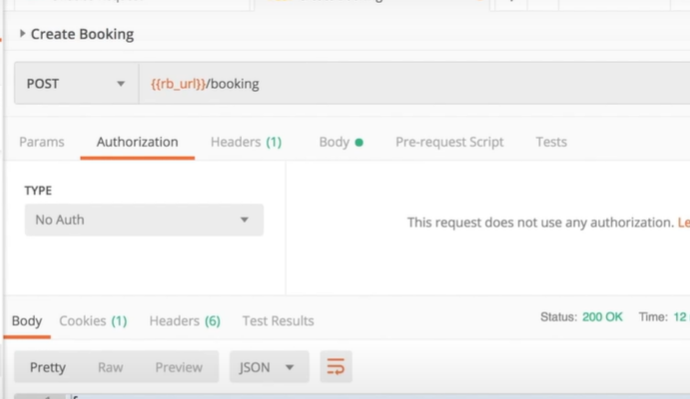 Create Booking
POST {{rb_url}}/booking
Params Authorization Headers (1) Body Pre-request Script Tests
TYPE
No Auth
This request does not use any authorization. Le
Body Cookies (1) Headers (6) Test Results Status: 200 OK Time: 12
Pretty Raw Preview JSON